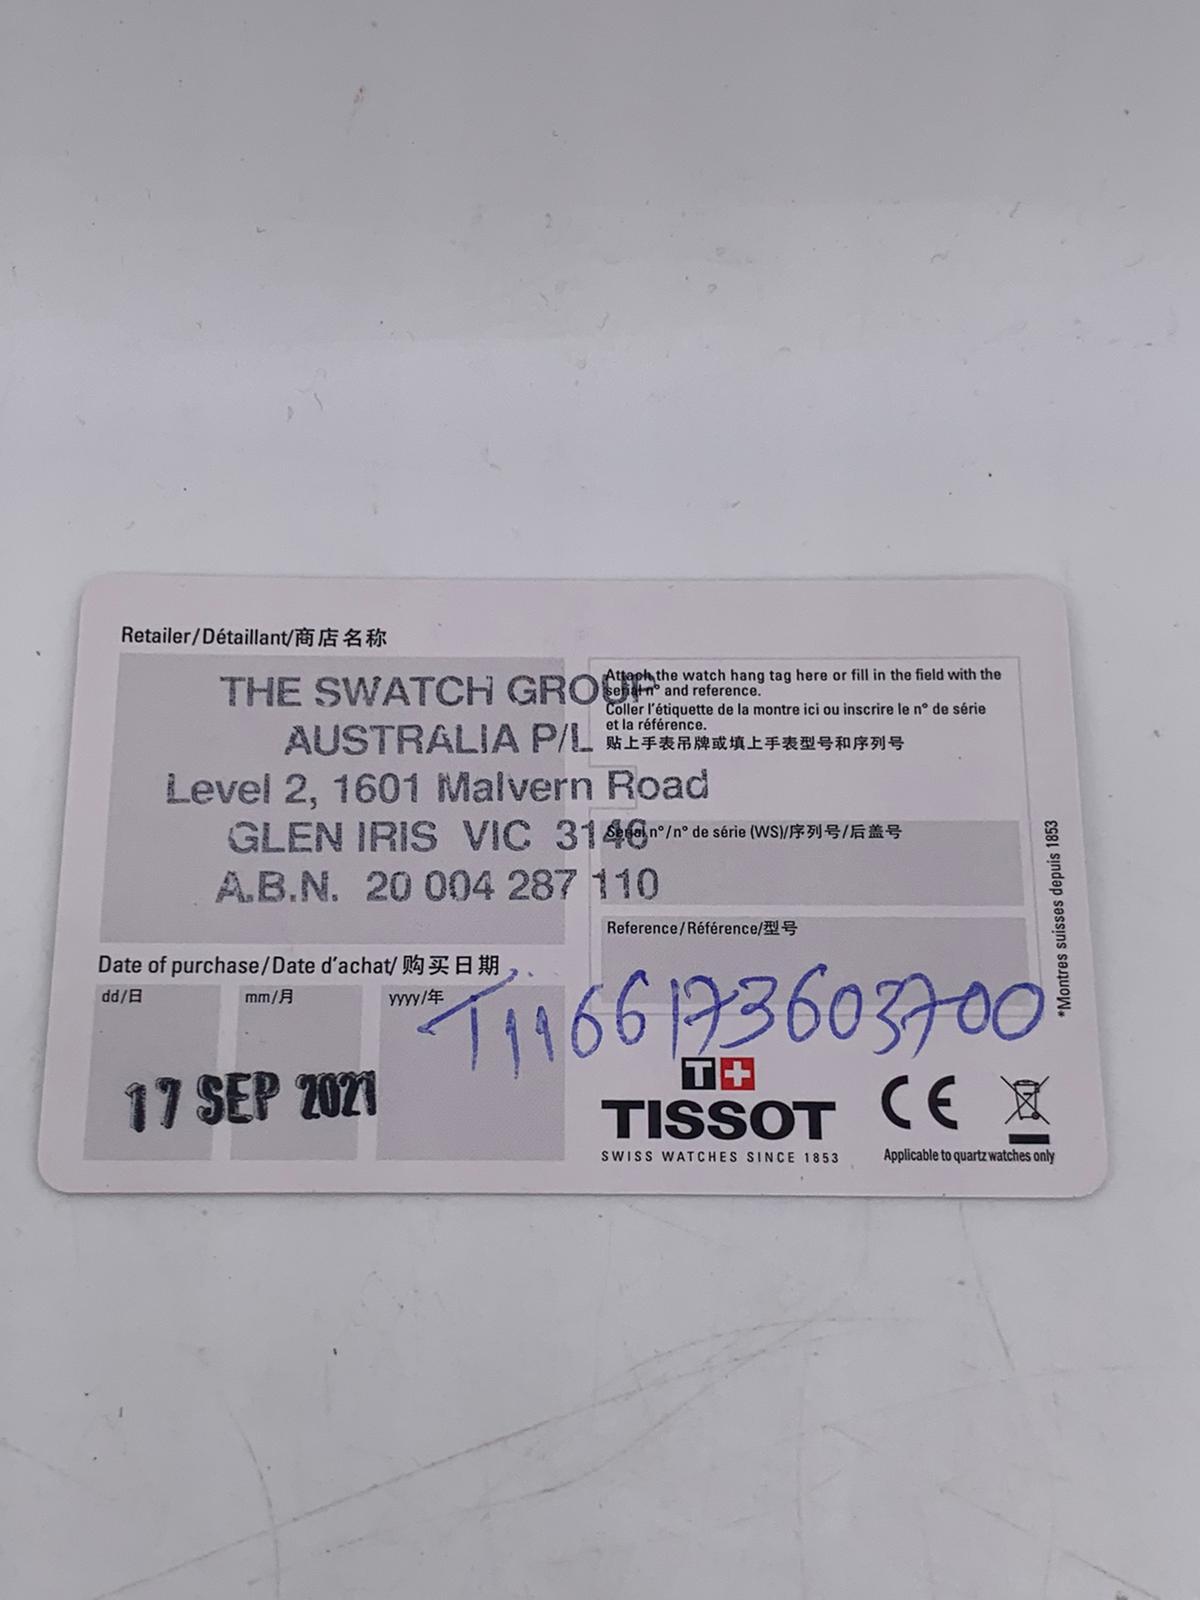 Retailer/Détaillant/商店名称
THE SWATCH GROUP
AUSTRALIA P/L
Level 2, 1601 Malvern Road
GLEN IRIS VIC 3146
A.B.N. 20 004 287 110
Attach the watch hang tag here or fill in the field with the
serial n° and reference.
Coller l'étiquette de la montre ici ou inscrire le n° de série
et la référence.
贴上手表吊牌或填上手表型号和序列号
Serial n°/n° de série (WS)/序列号/后盖号
Reference/Référence/型号
T1166173603700
Date of purchase/Date d'achat/购买日期
dd/日
mm/月
yyyy/年
17 SEP 2021
T+
TISSOT
SWISS WATCHES SINCE 1853
CE
Applicable to quartz watches only
*Montres suisses depuis 1853